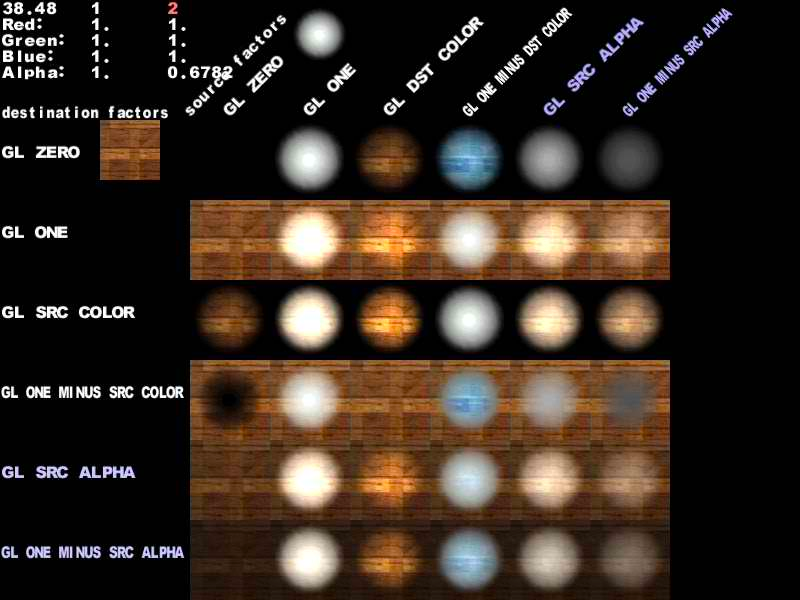 38.48 1 2
Red: 1. 1.
Green: 1. 1.
Blue: 1. 1.
Alpha: 1. 0.6782
source factors
GL ZERO
GL ONE
GL DST COLOR
GL ONE MINUS DST COLOR
GL SRC ALPHA
GL ONE MINUS SRC ALPHA
destination factors
GL ZERO
GL ONE
GL SRC COLOR
GL ONE MINUS SRC COLOR
GL SRC ALPHA
GL ONE MINUS SRC ALPHA